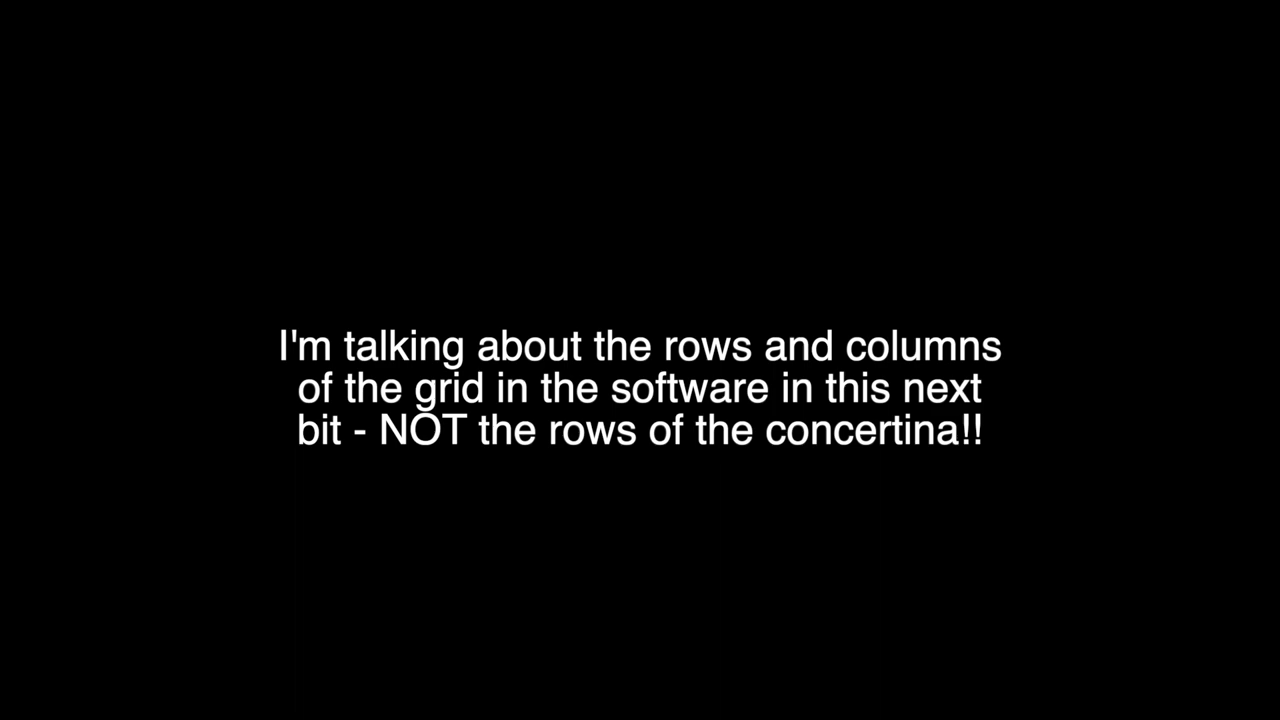 I'm talking about the rows and columns
of the grid in the software in this next
bit - NOT the rows of the concertina!!